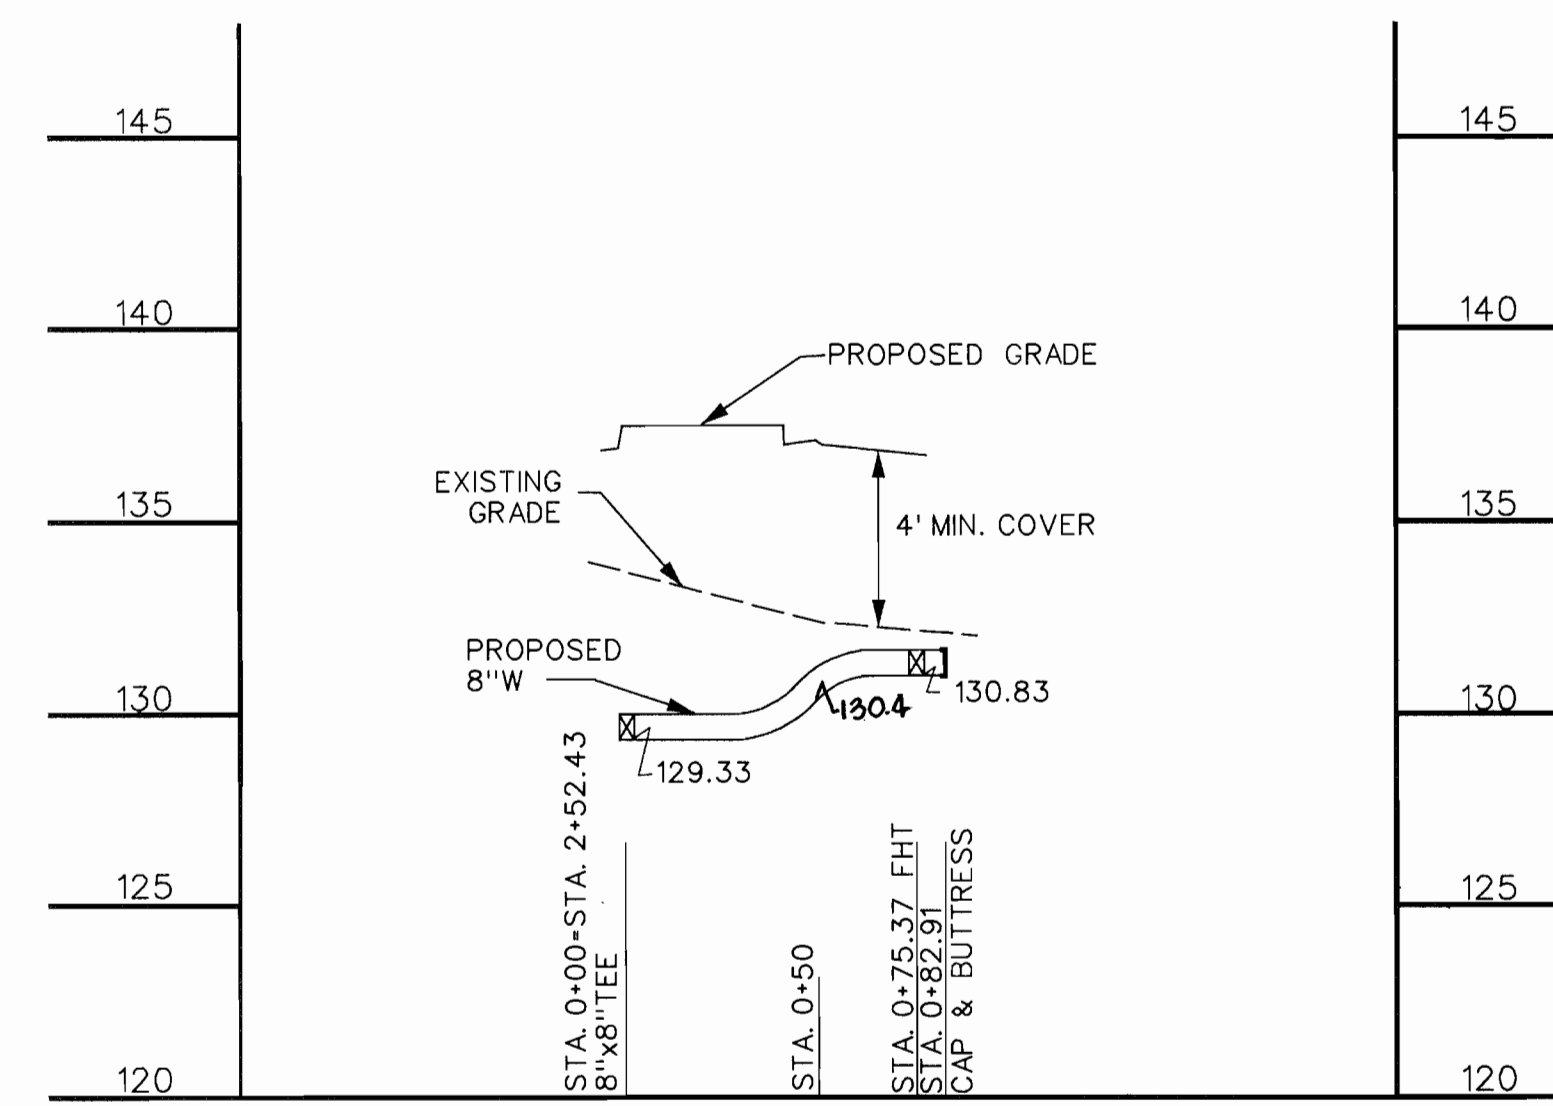 145
145
140
140
PROPOSED GRADE
EXISTING
GRADE
135
135
4' MIN. COVER
PROPOSED
8"W
130
130
130.83
130.4
129.33
125
125
STA. 0+00=STA. 2+52.43
8"x8"TEE
STA. 0+50
STA. 0+75.37 FHT
STA. 0+82.91
CAP & BUTTRESS
120
120